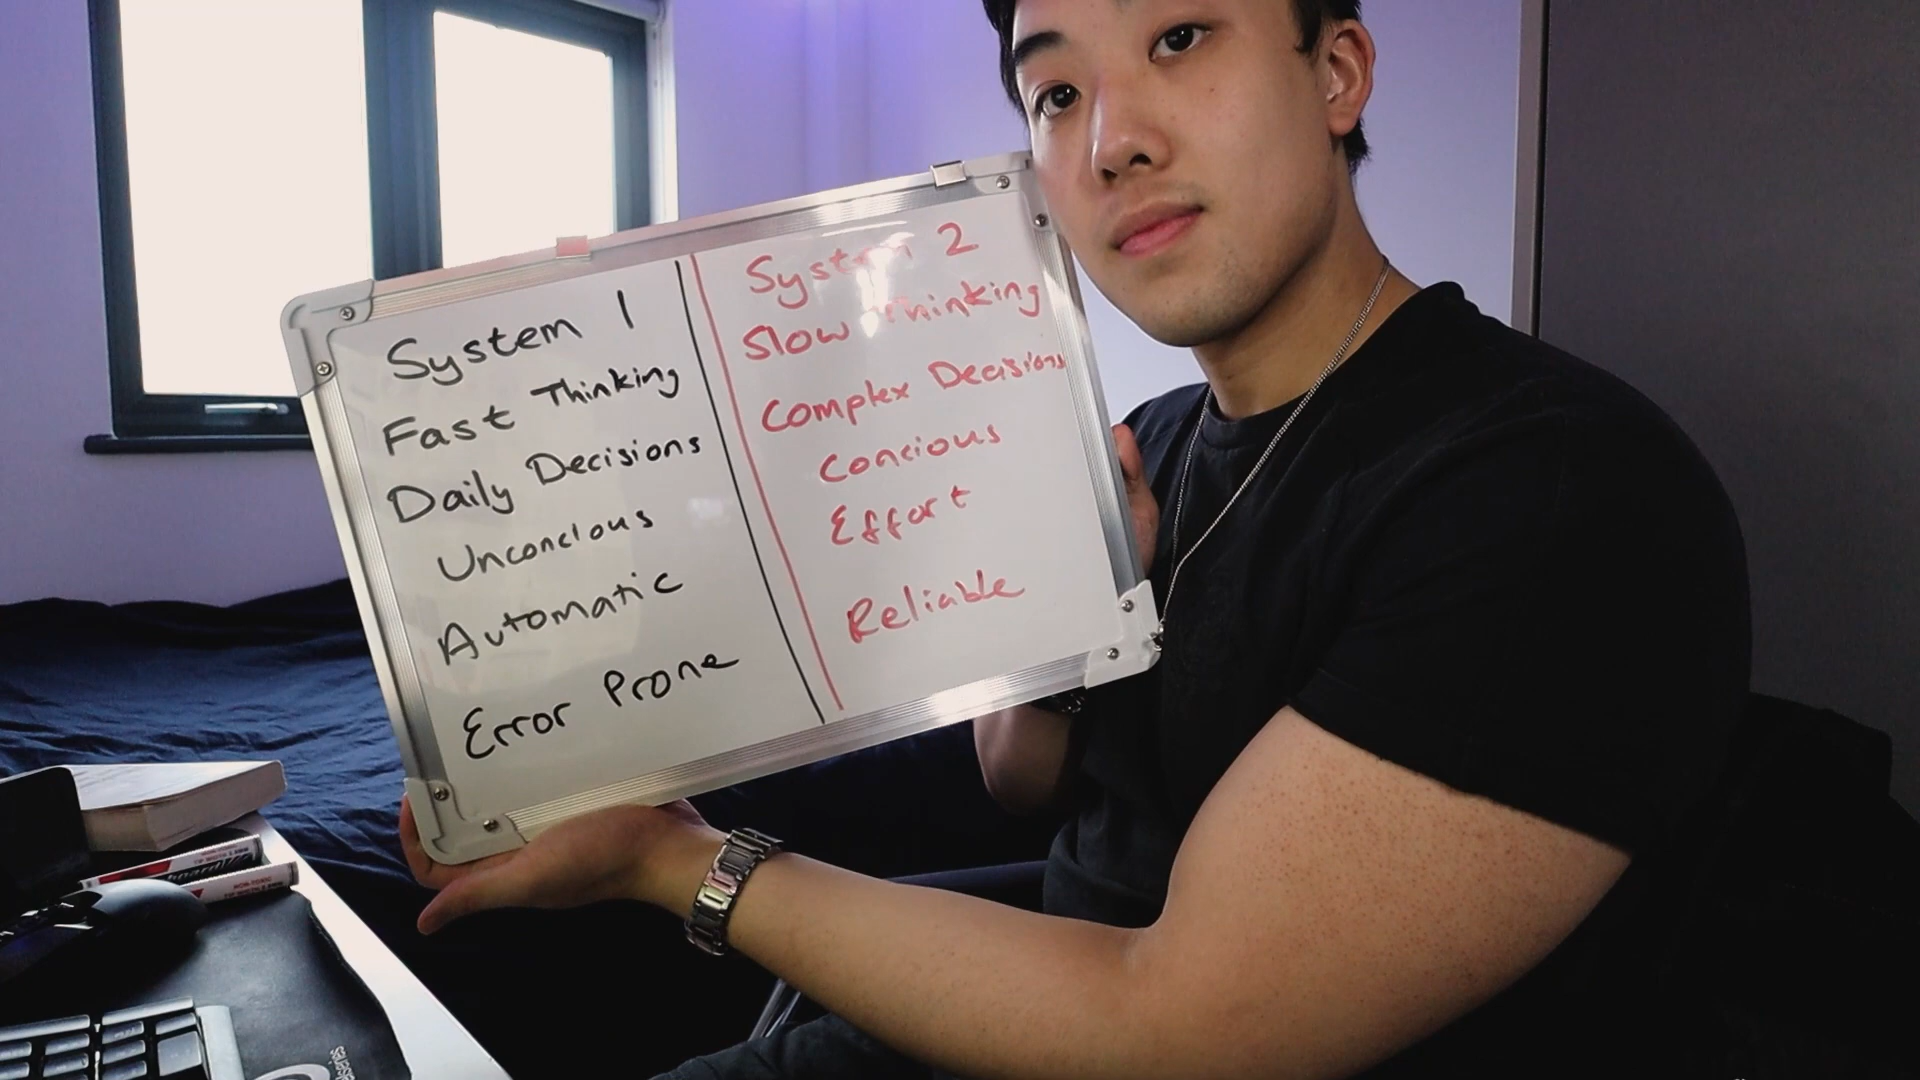 System 1
Fast Thinking
Daily Decisions
Unconcious
Automatic
Error Prone
System 2
Slow Thinking
Complex Decisions
Concious
Effort
Reliable